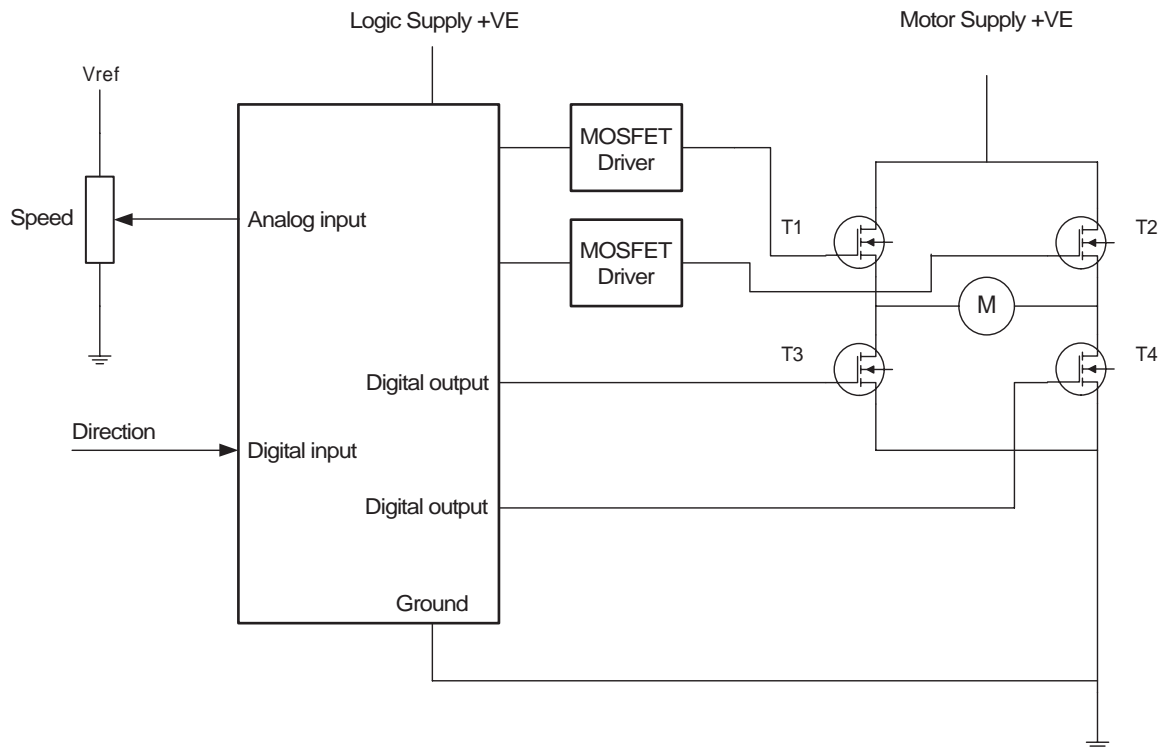 Logic Supply +VE
Motor Supply +VE
Vref
MOSFET
Driver
Speed
Analog input
T1
T2
MOSFET
Driver
M
T3
T4
Digital output
Direction
Digital input
Digital output
Ground